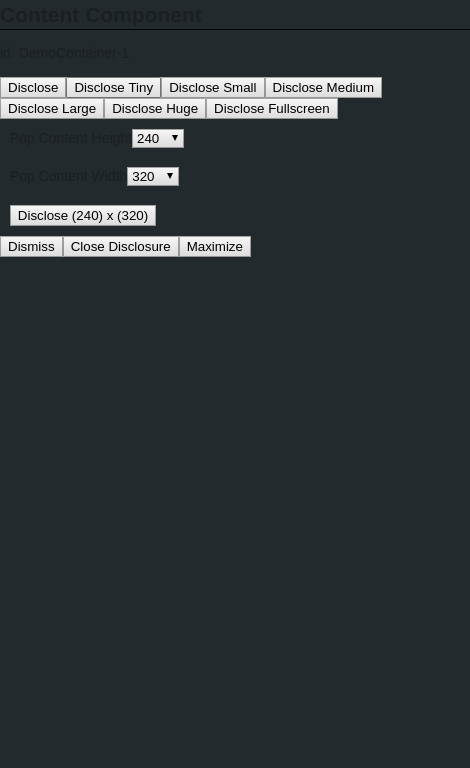 Content Component
id: DemoContainer-1
Disclose Disclose Tiny Disclose Small Disclose Medium
Disclose Large Disclose Huge Disclose Fullscreen
Pop Content Height 240
Pop Content Width 320
Disclose (240) x (320)
Dismiss Close Disclosure Maximize